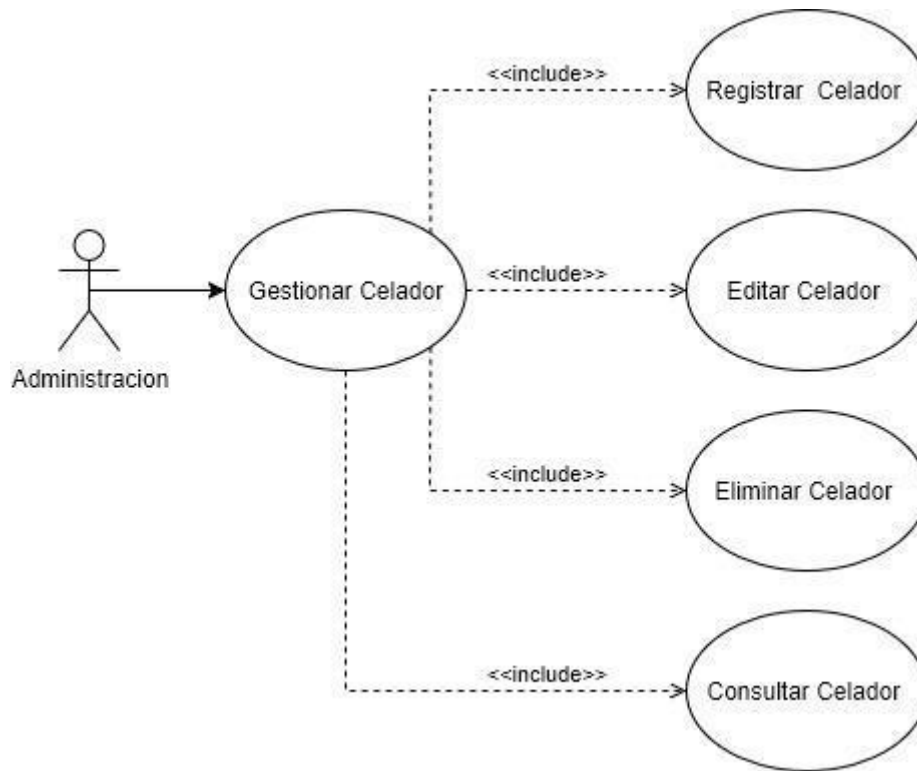 <<include>>
Registrar Celador
<<include>>
Gestionar Celador
Editar Celador
Administracion
<<include>>
Eliminar Celador
<<include>>
Consultar Celador